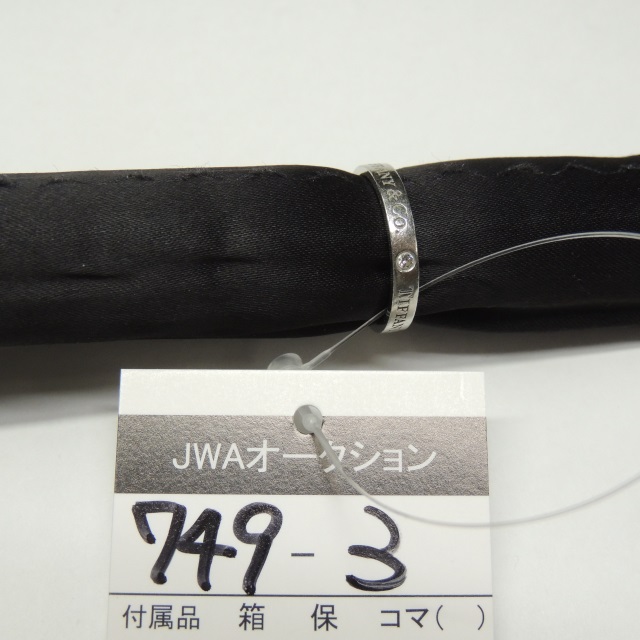 NY & Co.
TIFFAN
JWAオークション
749-3
付属品 箱 保 コマ( )